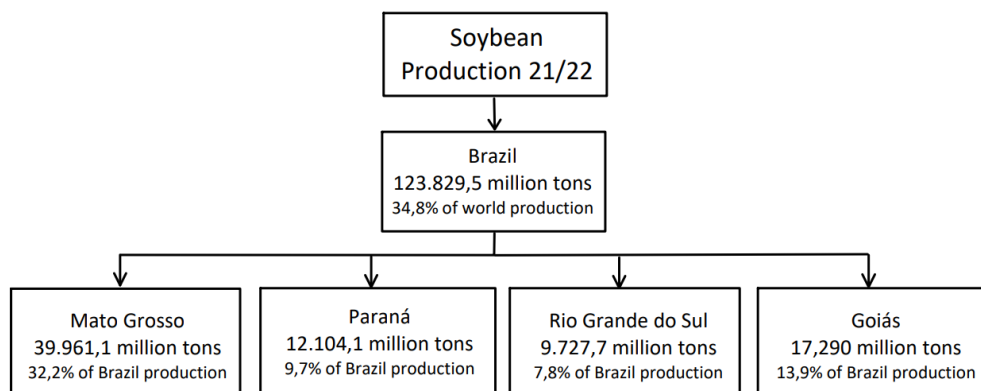 Soybean
Production 21/22
Brazil
123.829,5 million tons
34,8% of world production
Mato Grosso
39.961,1 million tons
32,2% of Brazil production
Paraná
12.104,1 million tons
9,7% of Brazil production
Rio Grande do Sul
9.727,7 million tons
7,8% of Brazil production
Goiás
17,290 million tons
13,9% of Brazil production